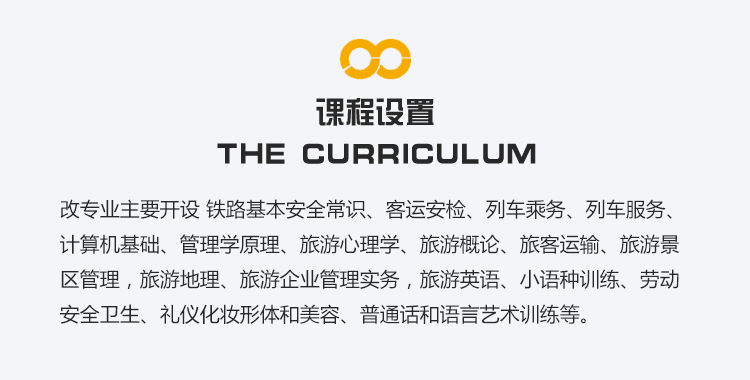 课程设置
THE CURRICULUM
改专业主要开设 铁路基本安全常识、客运安检、列车乘务、列车服务、
计算机基础、管理学原理、旅游心理学、旅游概论、旅客运输、旅游景
区管理，旅游地理、旅游企业管理实务，旅游英语、小语种训练、劳动
安全卫生、礼仪化妆形体和美容、普通话和语言艺术训练等。